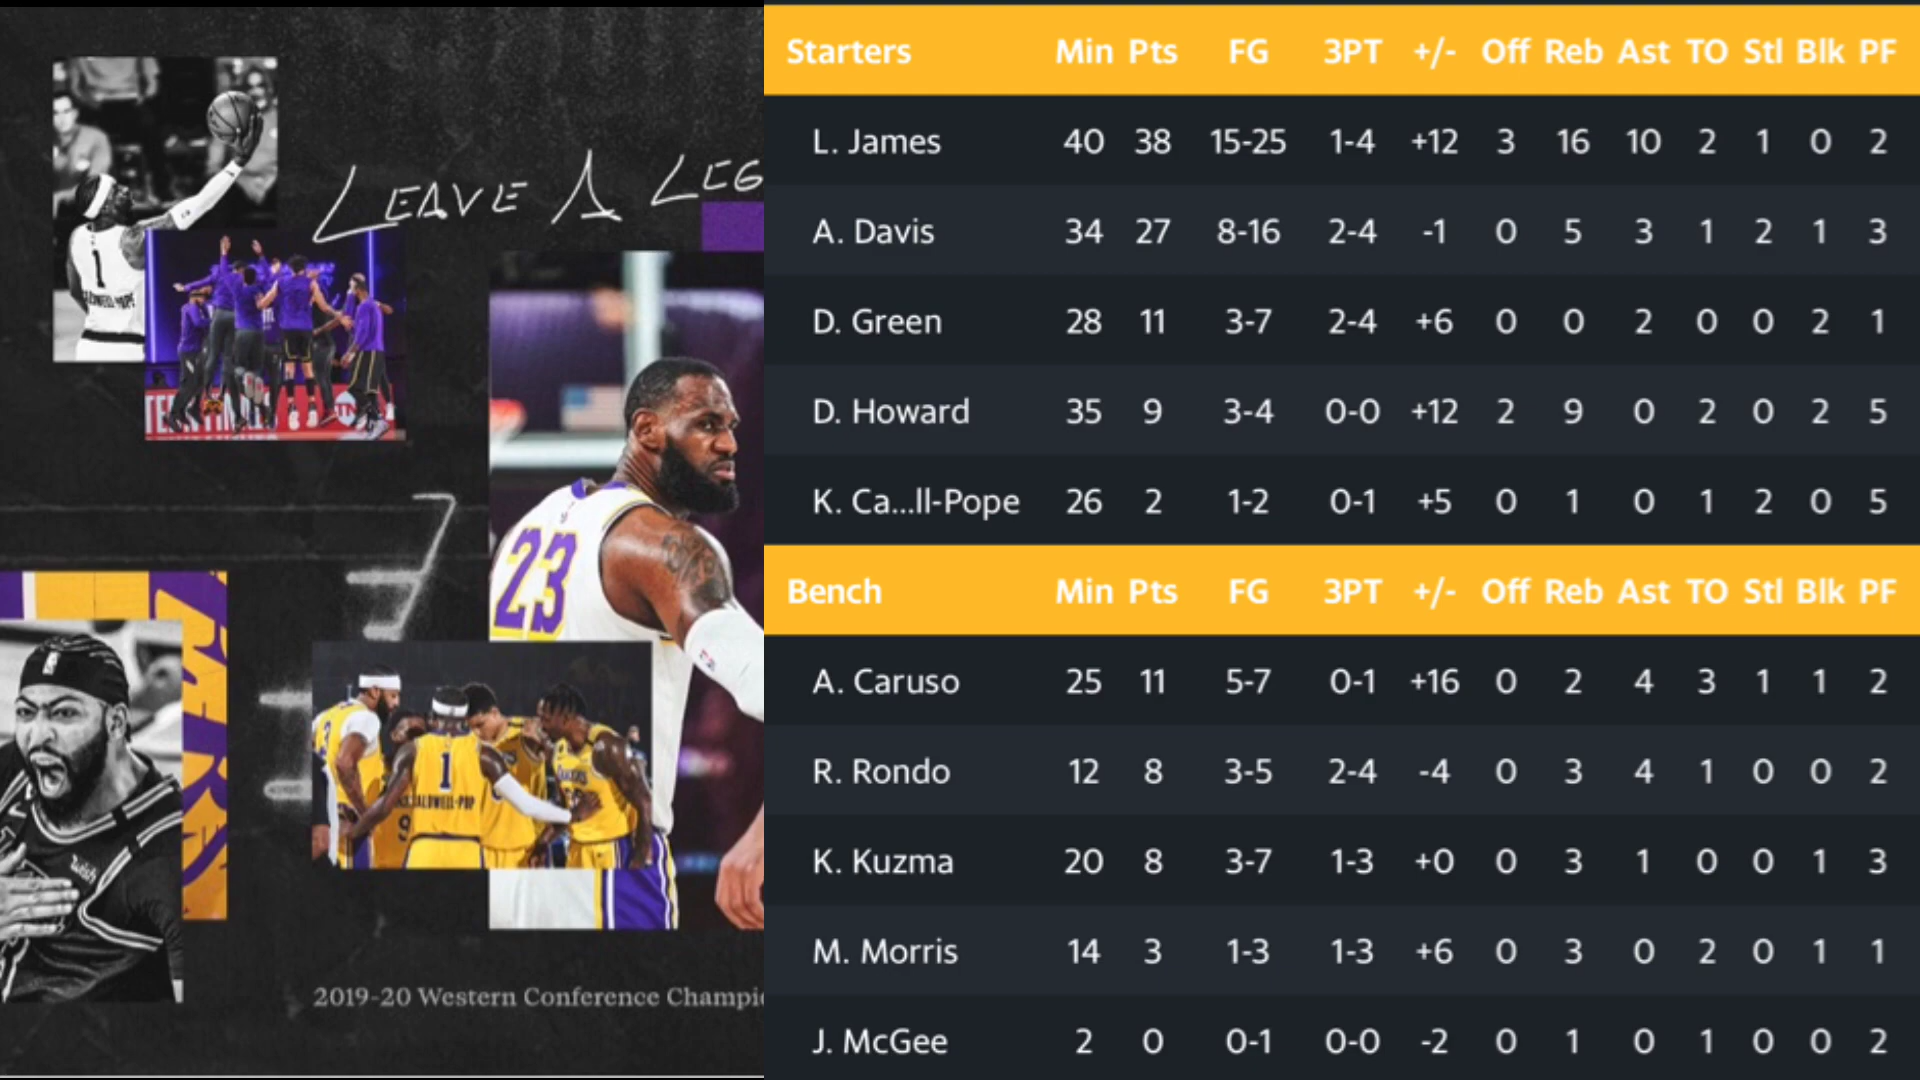 LEAVE A LEG
1
23
1
9
3
wish
2019-20 Western Conference Champi
Starters Min Pts FG 3PT +/- Off Reb Ast TO Stl Blk PF
L. James 40 38 15-25 1-4 +12 3 16 10 2 1 0 2
A. Davis 34 27 8-16 2-4 -1 0 5 3 1 2 1 3
D. Green 28 11 3-7 2-4 +6 0 0 2 0 0 2 1
D. Howard 35 9 3-4 0-0 +12 2 9 0 2 0 2 5
K. Ca...ll-Pope 26 2 1-2 0-1 +5 0 1 0 1 2 0 5
Bench Min Pts FG 3PT +/- Off Reb Ast TO Stl Blk PF
A. Caruso 25 11 5-7 0-1 +16 0 2 4 3 1 1 2
R. Rondo 12 8 3-5 2-4 -4 0 3 4 1 0 0 2
K. Kuzma 20 8 3-7 1-3 +0 0 3 1 0 0 1 3
M. Morris 14 3 1-3 1-3 +6 0 3 0 2 0 1 1
J. McGee 2 0 0-1 0-0 -2 0 1 0 1 0 0 2